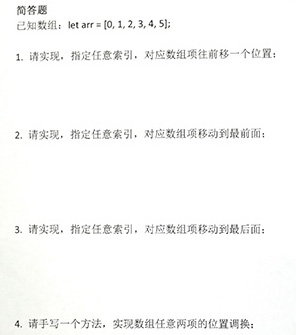 简答题
已知数组：let arr = [0, 1, 2, 3, 4, 5];
1. 请实现，指定任意索引，对应数组项往前移一个位置；
2. 请实现，指定任意索引，对应数组项移动到最前面；
3. 请实现，指定任意索引，对应数组项移动到最后面；
4. 请手写一个方法，实现数组任意两项的位置调换；